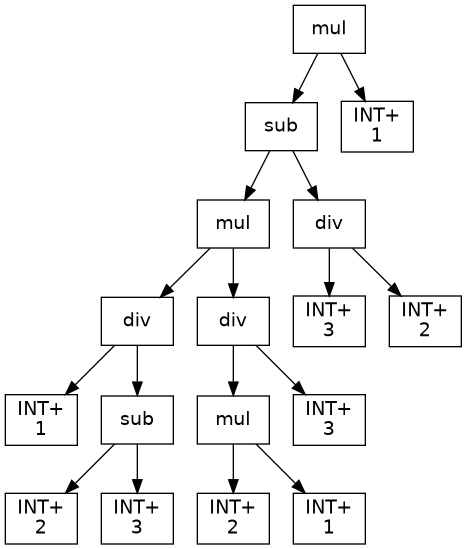 mul
sub
INT+
1
mul
div
div
div
INT+
3
INT+
2
INT+
1
sub
mul
INT+
3
INT+
2
INT+
3
INT+
2
INT+
1